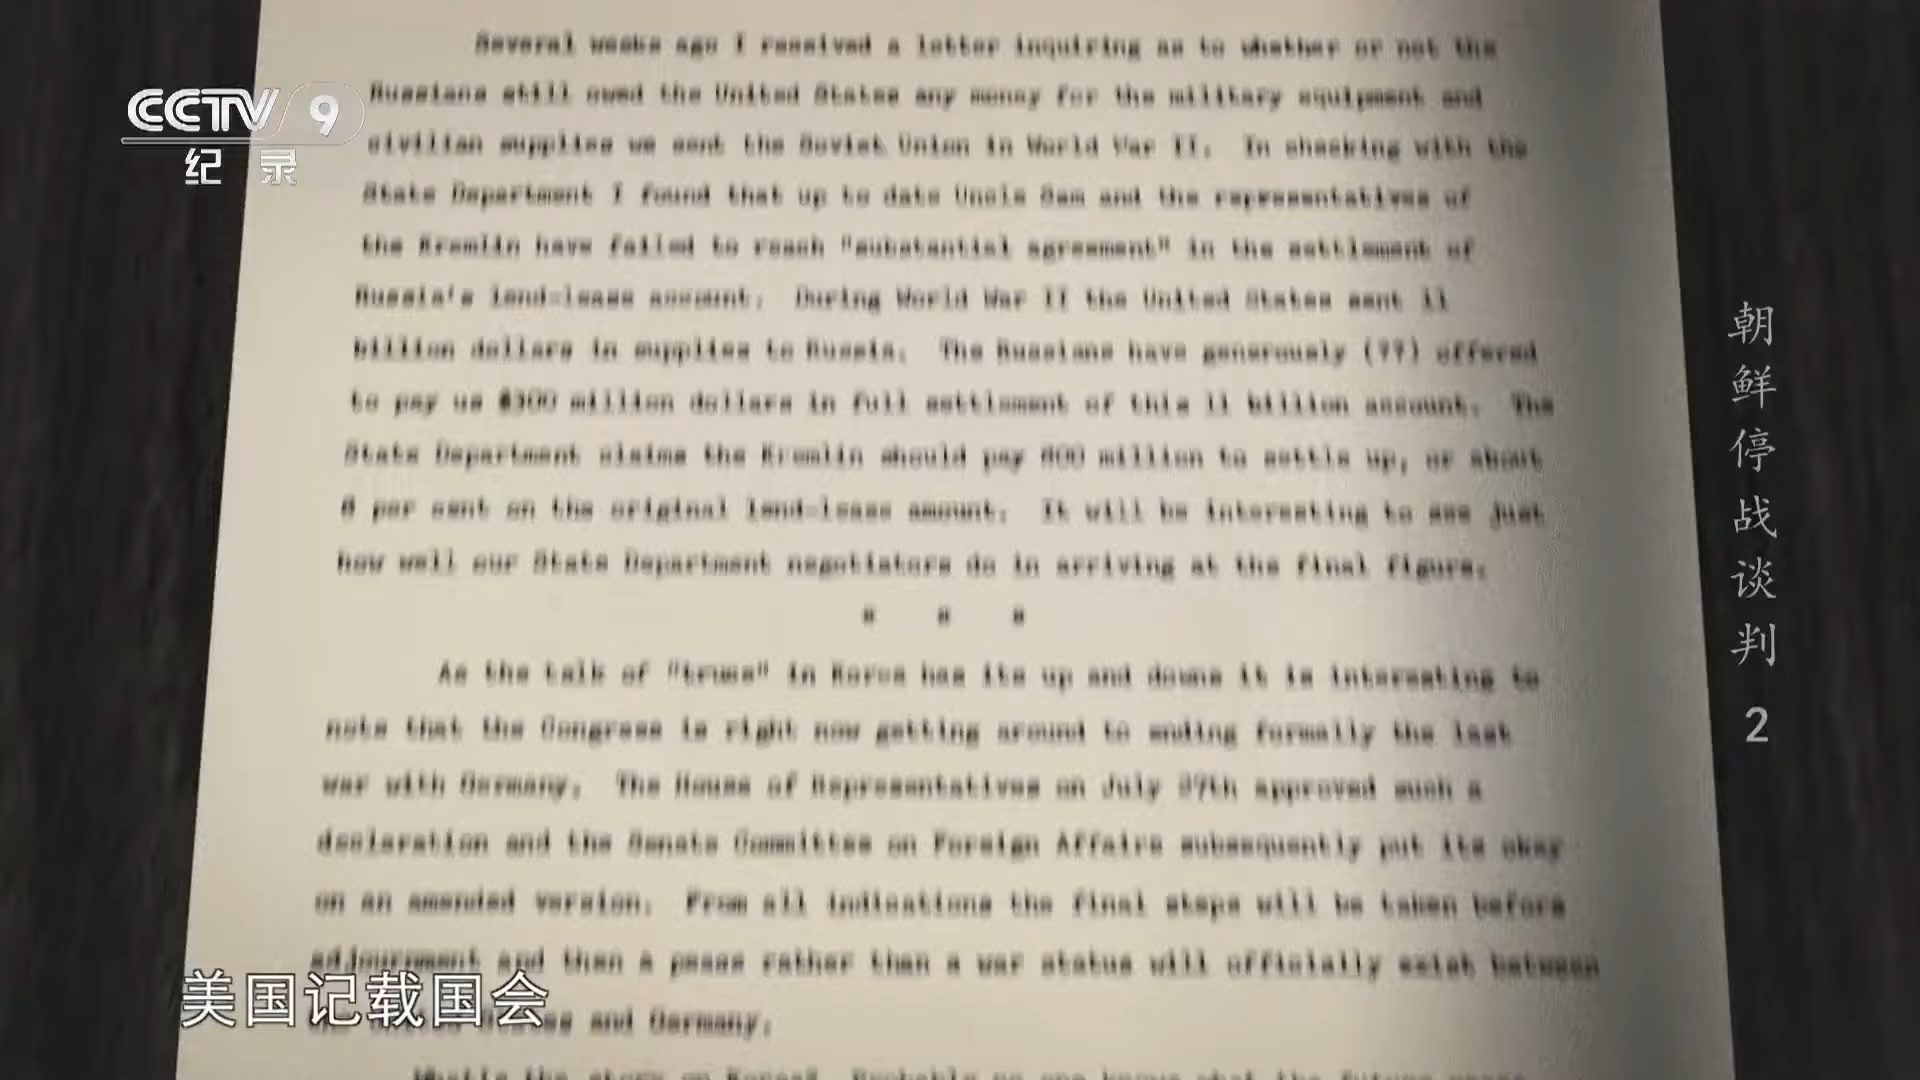 Several weeks ago I received a letter inquiring as to whether or not the
Russians still owed the United States any money for the military equipment and
civilian supplies we sent the Soviet Union in World War II. In checking with the
State Department I found that up to date Uncle Sam and the representatives of
the Kremlin have failed to reach "substantial agreement" in the settlement of
Russia's lend-lease account. During World War II the United States sent 11
billion dollars in supplies to Russia. The Russians have generously (??) offered
to pay us $300 million dollars in full settlement of this 11 billion account. The
State Department claims the Kremlin should pay 800 million to settle up, or about
8 per cent on the original lend-lease amount. It will be interesting to see just
how well our State Department negotiators do in arriving at the final figure.
As the talk of "truce" in Korea has its up and downs it is interesting to
note that the Congress is right now getting around to ending formally the last
war with Germany. The House of Representatives on July 27th approved such a
declaration and the Senate Committee on Foreign Affairs subsequently put its okay
on an amended version. From all indications the final steps will be taken before
adjournment and then a peace rather than a war status will officially exist between
and Germany.
CCTV 9
纪录
朝鲜停战谈判 2
美国记载国会